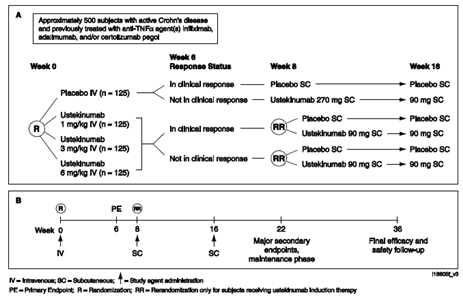 A
Approximately 500 subjects with active Crohn's disease
and previously treated with anti-TNFα agent(s) infliximab,
adalimumab, and/or certolizumab pegol
Week 0
Week 6
Response Status
Week 8
Week 16
Placebo IV (n = 125)
In clinical response
Placebo SC
Placebo SC
Not in clinical response
Ustekinumab 270 mg SC
90 mg SC
R
Ustekinumab
1 mg/kg IV (n = 125)
Ustekinumab
3 mg/kg IV (n = 125)
Ustekinumab
6 mg/kg IV (n = 125)
In clinical response
RR
Placebo SC
Placebo SC
Ustekinumab 90 mg SC
90 mg SC
Not in clinical response
RR
Placebo SC
Placebo SC
Ustekinumab 90 mg SC
90 mg SC
B
R
PE
RR
Week 0 6 8 16 22 36
IV
SC
SC
Major secondary
endpoints,
maintenance phase
Final efficacy and
safety follow-up
IV = Intravenous; SC = Subcutaneous; ↑ = Study agent administration
PE = Primary Endpoint; R = Randomization; RR = Rerandomization only for subjects receiving ustekinumab induction therapy